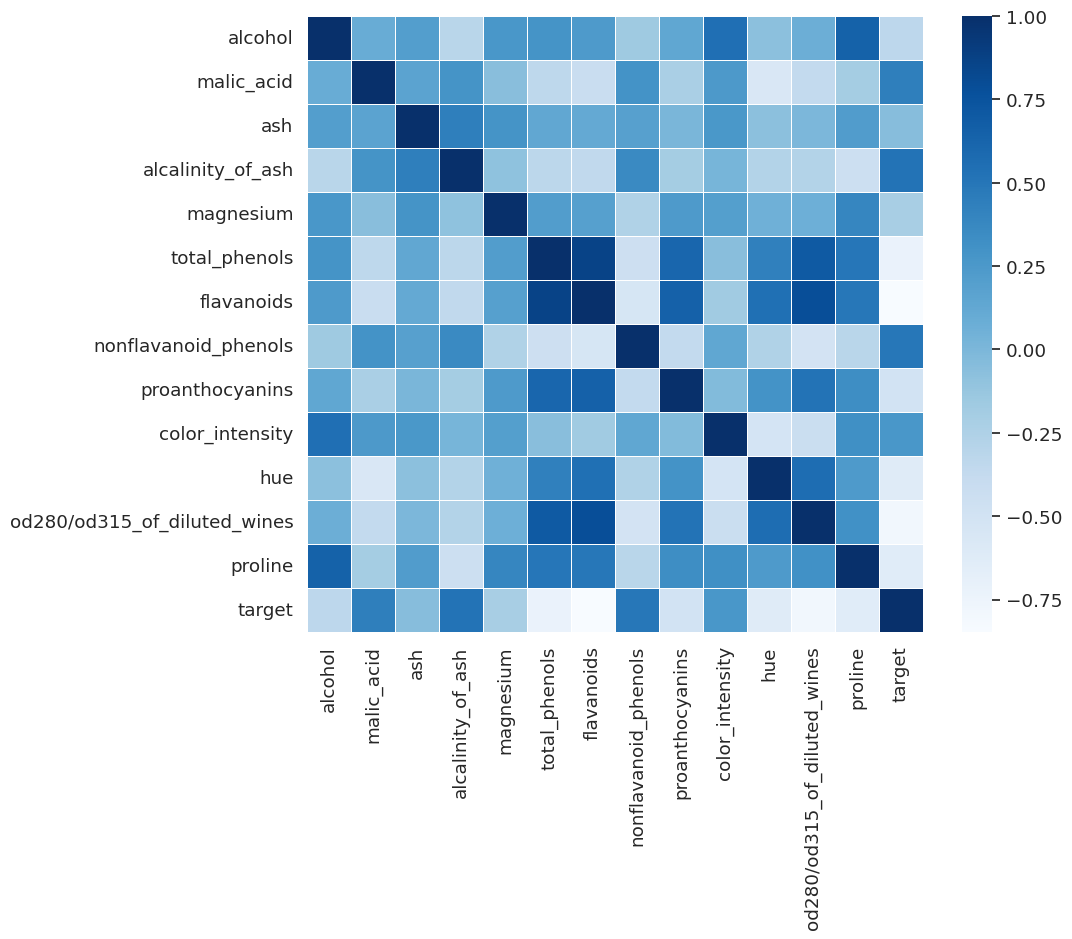 alcohol
malic_acid
ash
alcalinity_of_ash
magnesium
total_phenols
flavanoids
nonflavanoid_phenols
proanthocyanins
color_intensity
hue
od280/od315_of_diluted_wines
proline
target
alcohol
malic_acid
ash
alcalinity_of_ash
magnesium
total_phenols
flavanoids
nonflavanoid_phenols
proanthocyanins
color_intensity
hue
od280/od315_of_diluted_wines
proline
target
1.00
0.75
0.50
0.25
0.00
−0.25
−0.50
−0.75